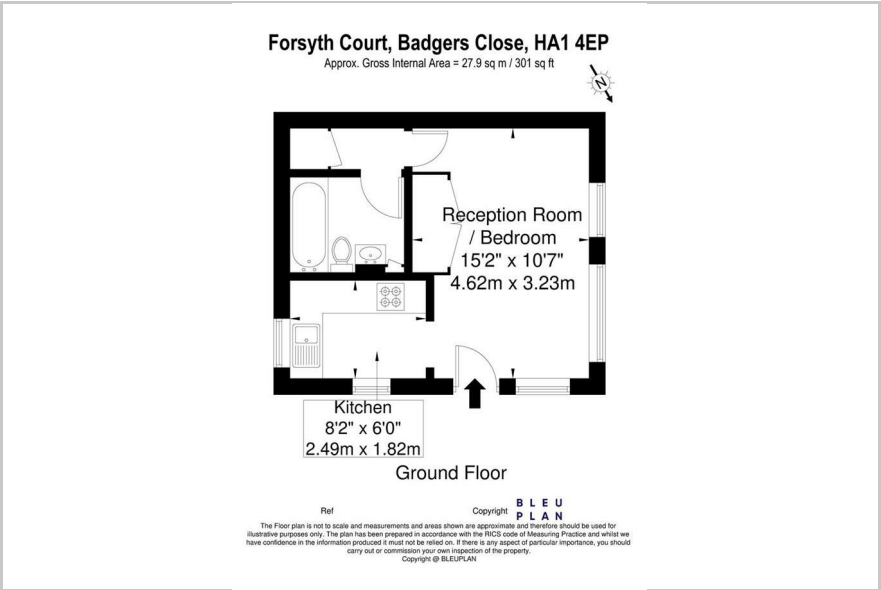 Forsyth Court, Badgers Close, HA1 4EP
Approx. Gross Internal Area = 27.9 sq m / 301 sq ft
N
Reception Room
/ Bedroom
15'2" x 10'7"
4.62m x 3.23m
Kitchen
8'2" x 6'0"
2.49m x 1.82m
Ground Floor
Ref
Copyright
BLEU
PLAN
The Floor plan is not to scale and measurements and areas shown are approximate and therefore should be used for
illustrative purposes only. The plan has been prepared in accordance with the RICS code of Measuring Practice and whilst we
have confidence in the information produced it must not be relied on. If there is any aspect of particular importance, you should
carry out or commission your own inspection of the property.
Copyright @ BLEUPLAN